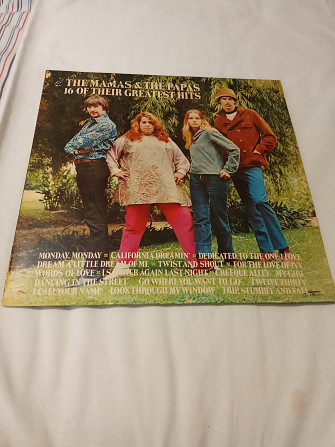 THE MAMAS & THE PAPAS
16 OF THEIR GREATEST HITS
MONDAY, MONDAY • CALIFORNIA DREAMIN' • DEDICATED TO THE ONE I LOVE
DREAM A LITTLE DREAM OF ME • TWIST AND SHOUT • FOR THE LOVE OF IVY
WORDS OF LOVE • I SAW HER AGAIN LAST NIGHT • CREEQUE ALLEY • MY GIRL
DANCING IN THE STREET GO WHERE YOU WANT TO GO TWELVE THIRTY
I CALL YOUR NAME LOOK THROUGH MY WINDOW TRIP, STUMBLE AND FALL